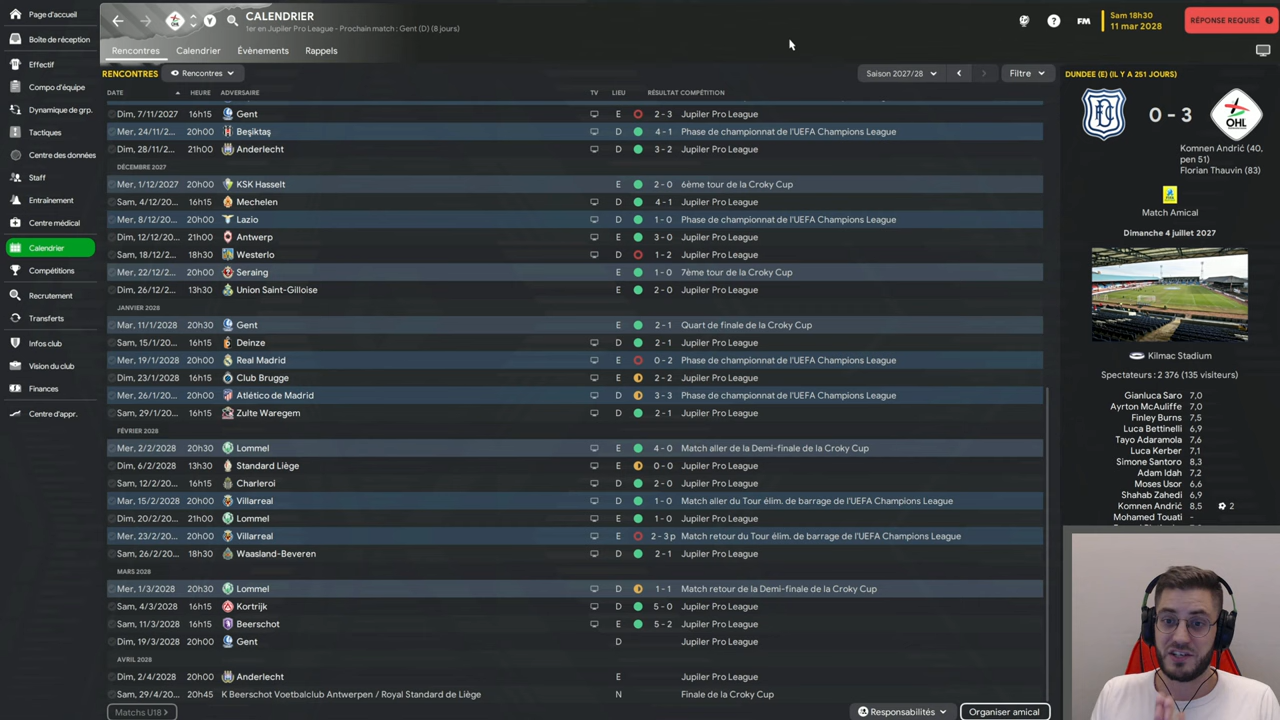 Page d'accueil
Boîte de réception
Effectif
Compo d'équipe
Dynamique de grp.
Tactiques
Centre des données
Staff
Entraînement
Centre médical
Calendrier
Compétitions
Recrutement
Transferts
Infos club
Vision du club
Finances
Centre d'appr.
OHL
CALENDRIER
1er en Jupiler Pro League - Prochain match : Gent (D) (8 jours)
FM
Sam 18h30
11 mar 2028
RÉPONSE REQUISE
Rencontres Calendrier Évènements Rappels
RENCONTRES Rencontres Saison 2027/28 Filtre
DATE HEURE ADVERSAIRE TV LIEU RÉSULTAT COMPÉTITION
Dim, 7/11/2027 16h15 Gent E 2 - 3 Jupiler Pro League
Mer, 24/11/2... 20h00 Beşiktaş D 4 - 1 Phase de championnat de l'UEFA Champions League
Dim, 28/11/2... 21h00 Anderlecht D 3 - 2 Jupiler Pro League
DÉCEMBRE 2027
Mer, 1/12/2027 20h00 KSK Hasselt E 2 - 0 6ème tour de la Croky Cup
Sam, 4/12/20... 16h15 Mechelen D 4 - 1 Jupiler Pro League
Mer, 8/12/20... 20h00 Lazio D 1 - 0 Phase de championnat de l'UEFA Champions League
Dim, 12/12/20... 21h00 Antwerp E 3 - 0 Jupiler Pro League
Sam, 18/12/... 18h30 Westerlo D 1 - 2 Jupiler Pro League
Mer, 22/12/2... 20h00 Seraing E 1 - 0 7ème tour de la Croky Cup
Dim, 26/12/2... 13h30 Union Saint-Gilloise E 2 - 0 Jupiler Pro League
JANVIER 2028
Mar, 11/1/2028 20h30 Gent E 2 - 1 Quart de finale de la Croky Cup
Sam, 15/1/20... 16h15 Deinze D 2 - 1 Jupiler Pro League
Mer, 19/1/2028 20h00 Real Madrid E 0 - 2 Phase de championnat de l'UEFA Champions League
Dim, 23/1/2028 16h15 Club Brugge E 2 - 2 Jupiler Pro League
Mer, 26/1/20... 20h00 Atlético de Madrid D 3 - 3 Phase de championnat de l'UEFA Champions League
Sam, 29/1/20... 16h15 Zulte Waregem D 2 - 1 Jupiler Pro League
FÉVRIER 2028
Mer, 2/2/2028 20h30 Lommel E 4 - 0 Match aller de la Demi-finale de la Croky Cup
Dim, 6/2/2028 13h30 Standard Liège E 0 - 0 Jupiler Pro League
Sam, 12/2/20... 16h15 Charleroi D 2 - 0 Jupiler Pro League
Mar, 15/2/2028 20h00 Villarreal D 1 - 0 Match aller du Tour élim. de barrage de l'UEFA Champions League
Dim, 20/2/20... 21h00 Lommel E 1 - 0 Jupiler Pro League
Mer, 23/2/20... 20h00 Villarreal E 2 - 3 p Match retour du Tour élim. de barrage de l'UEFA Champions League
Sam, 26/2/20... 18h30 Waasland-Beveren D 2 - 1 Jupiler Pro League
MARS 2028
Mer, 1/3/2028 20h30 Lommel D 1 - 1 Match retour de la Demi-finale de la Croky Cup
Sam, 4/3/2028 16h15 Kortrijk D 5 - 0 Jupiler Pro League
Sam, 11/3/2028 16h15 Beerschot E 5 - 2 Jupiler Pro League
Dim, 19/3/2028 20h00 Gent D Jupiler Pro League
AVRIL 2028
Dim, 2/4/2028 20h00 Anderlecht E Jupiler Pro League
Sam, 29/4/20... 20h45 K Beerschot Voetbalclub Antwerpen / Royal Standard de Liège N Finale de la Croky Cup
Matchs U18 > Responsabilités Organiser amical
DUNDEE (E) (IL Y A 251 JOURS)
0 - 3
OHL
Komnen Andrić (40,
pen 51)
Florian Thauvin (83)
Match Amical
Dimanche 4 juillet 2027
Kilmac Stadium
Spectateurs : 2 376 (135 visiteurs)
Gianluca Saro 7,0
Ayrton McAuliffe 7,0
Finley Burns 7,5
Luca Bettinelli 6,9
Tayo Adaramola 7,6
Luca Kerber 7,1
Simone Santoro 8,3
Adam Idah 7,2
Moses Usor 6,6
Shahab Zahedi 6,9
Komnen Andrić 8,5 2
Mohamed Touati -